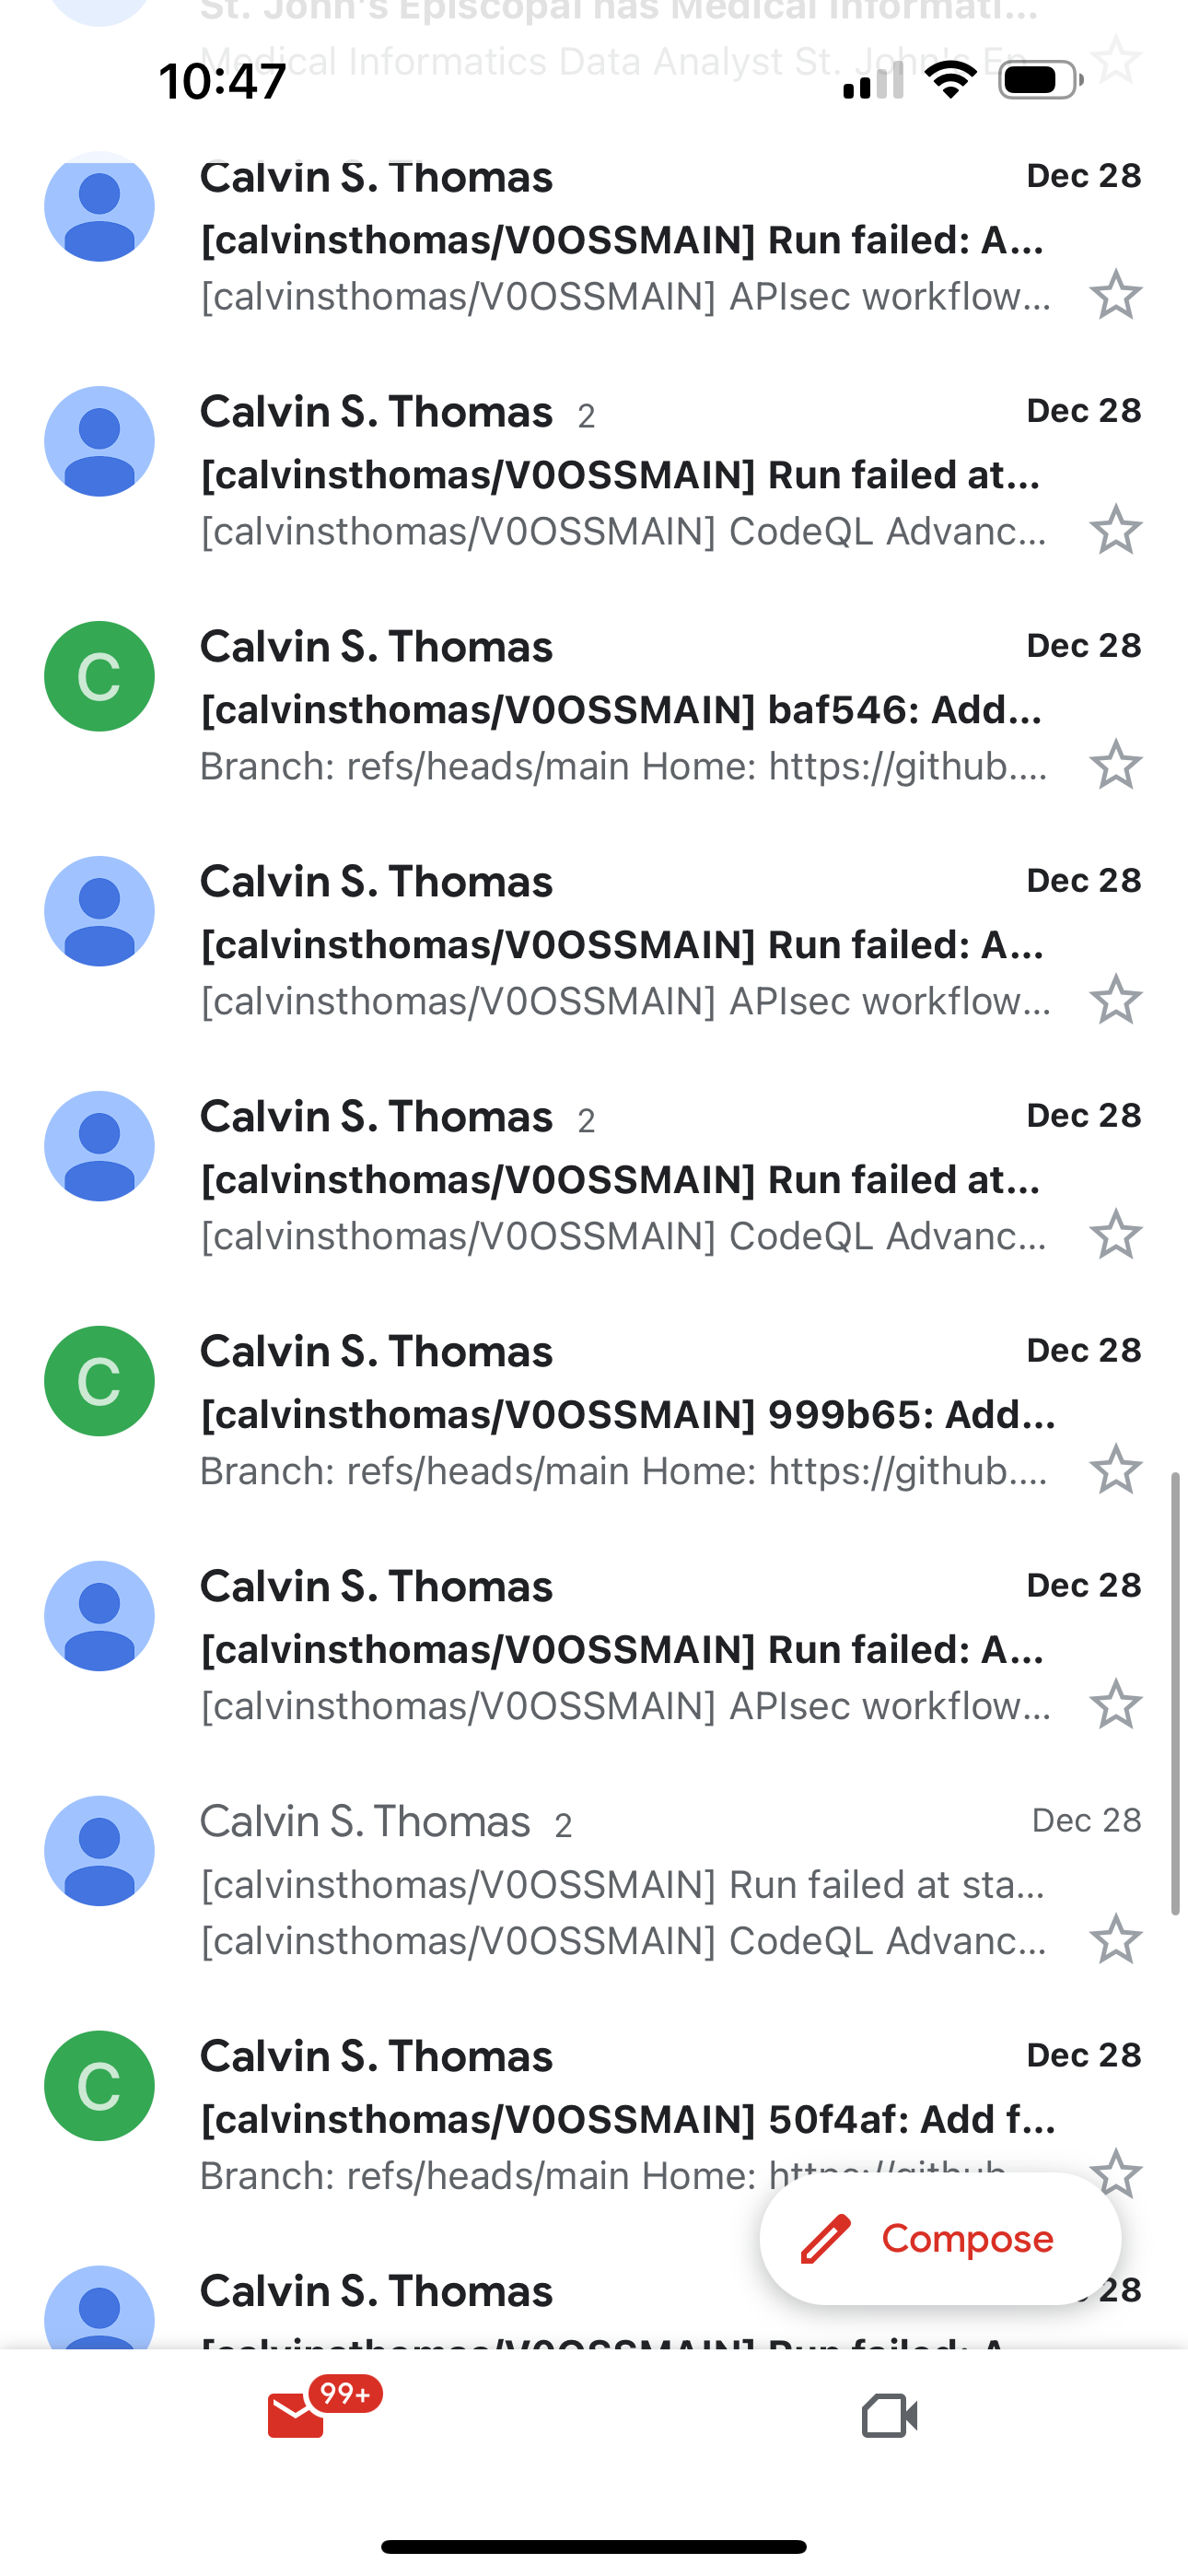 St. John's Episcopal has Medical Informati...
Medical Informatics Data Analyst St. John's Ep
10:47
Calvin S. Thomas Dec 28
[calvinsthomas/V0OSSMAIN] Run failed: A...
[calvinsthomas/V0OSSMAIN] APIsec workflow...
Calvin S. Thomas 2 Dec 28
[calvinsthomas/V0OSSMAIN] Run failed at...
[calvinsthomas/V0OSSMAIN] CodeQL Advanc...
C
Calvin S. Thomas Dec 28
[calvinsthomas/V0OSSMAIN] baf546: Add...
Branch: refs/heads/main Home: https://github....
Calvin S. Thomas Dec 28
[calvinsthomas/V0OSSMAIN] Run failed: A...
[calvinsthomas/V0OSSMAIN] APIsec workflow...
Calvin S. Thomas 2 Dec 28
[calvinsthomas/V0OSSMAIN] Run failed at...
[calvinsthomas/V0OSSMAIN] CodeQL Advanc...
C
Calvin S. Thomas Dec 28
[calvinsthomas/V0OSSMAIN] 999b65: Add...
Branch: refs/heads/main Home: https://github....
Calvin S. Thomas Dec 28
[calvinsthomas/V0OSSMAIN] Run failed: A...
[calvinsthomas/V0OSSMAIN] APIsec workflow...
Calvin S. Thomas 2 Dec 28
[calvinsthomas/V0OSSMAIN] Run failed at sta...
[calvinsthomas/V0OSSMAIN] CodeQL Advanc...
C
Calvin S. Thomas Dec 28
[calvinsthomas/V0OSSMAIN] 50f4af: Add f...
Branch: refs/heads/main Home: https://github
Compose
Calvin S. Thomas 28
[calvinsthomas/V0OSSMAIN] Run failed: A
99+